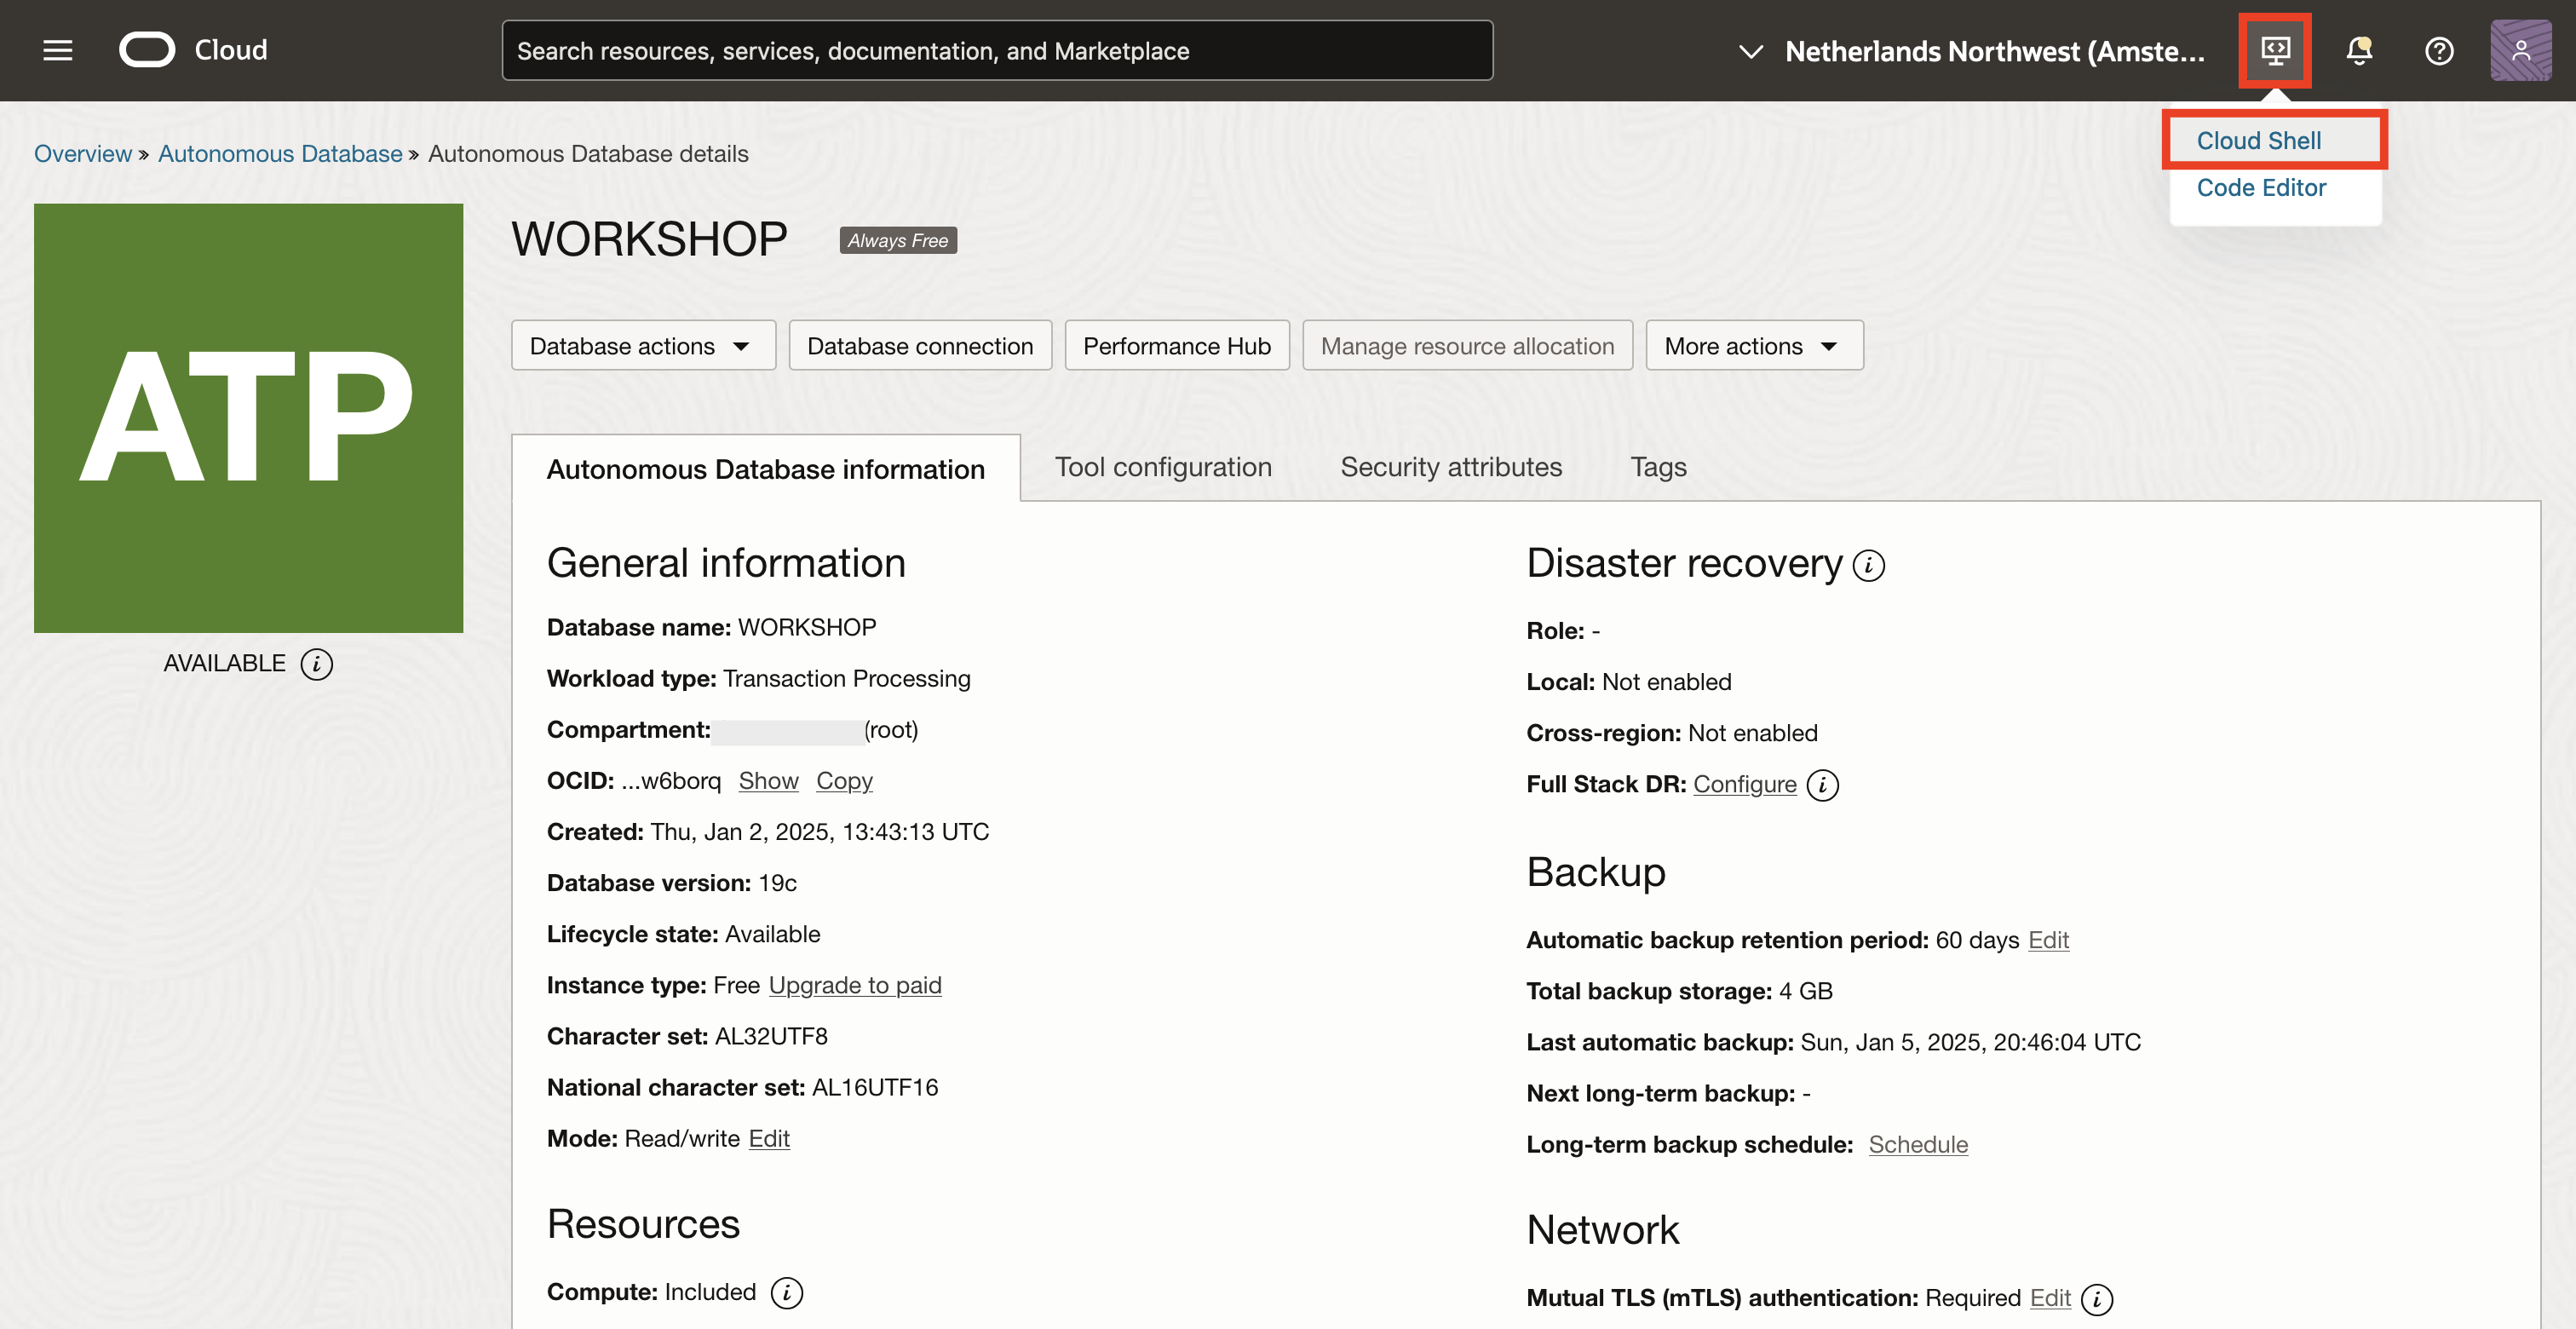 Cloud
Search resources, services, documentation, and Marketplace
Netherlands Northwest (Amste...
Cloud Shell
Code Editor
Overview » Autonomous Database » Autonomous Database details
ATP
AVAILABLE
WORKSHOP Always Free
Database actions Database connection Performance Hub Manage resource allocation More actions
Autonomous Database information Tool configuration Security attributes Tags
General information
Database name: WORKSHOP
Workload type: Transaction Processing
Compartment: (root)
OCID: ...w6borq Show Copy
Created: Thu, Jan 2, 2025, 13:43:13 UTC
Database version: 19c
Lifecycle state: Available
Instance type: Free Upgrade to paid
Character set: AL32UTF8
National character set: AL16UTF16
Mode: Read/write Edit
Resources
Compute: Included
Disaster recovery
Role: -
Local: Not enabled
Cross-region: Not enabled
Full Stack DR: Configure
Backup
Automatic backup retention period: 60 days Edit
Total backup storage: 4 GB
Last automatic backup: Sun, Jan 5, 2025, 20:46:04 UTC
Next long-term backup: -
Long-term backup schedule: Schedule
Network
Mutual TLS (mTLS) authentication: Required Edit